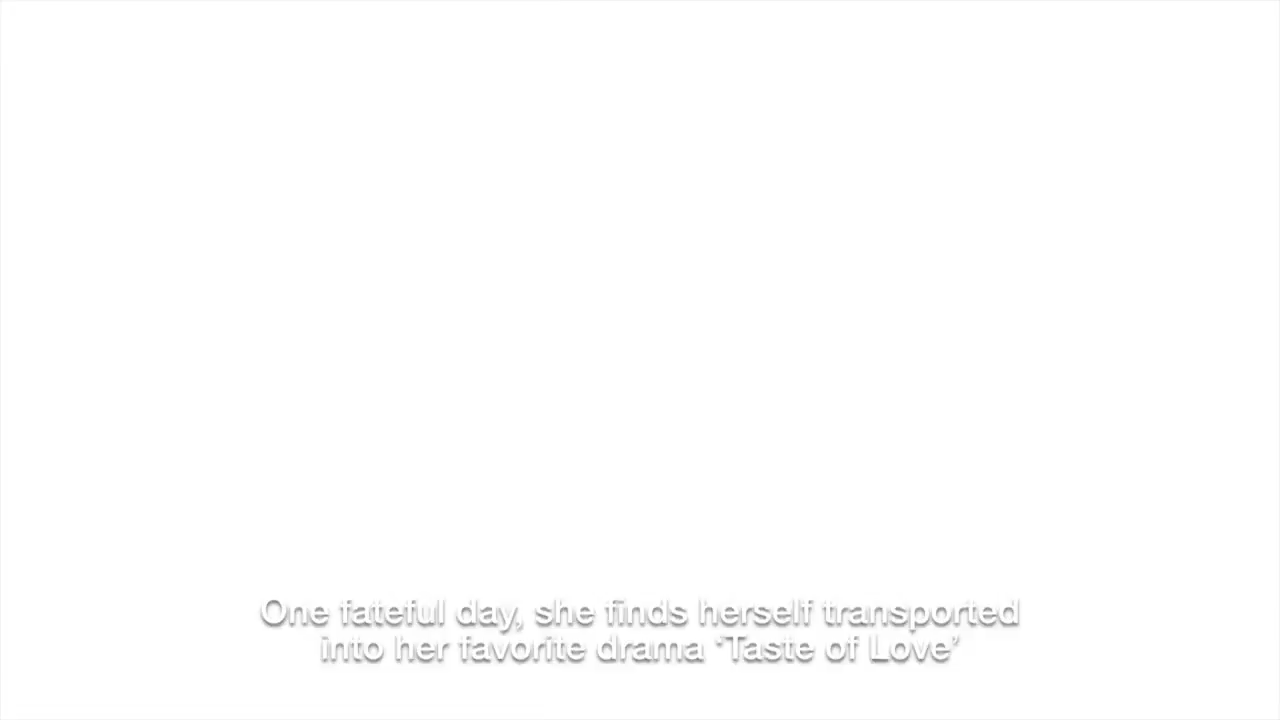 One fateful day, she finds herself transported
into her favorite drama ‘Taste of Love’